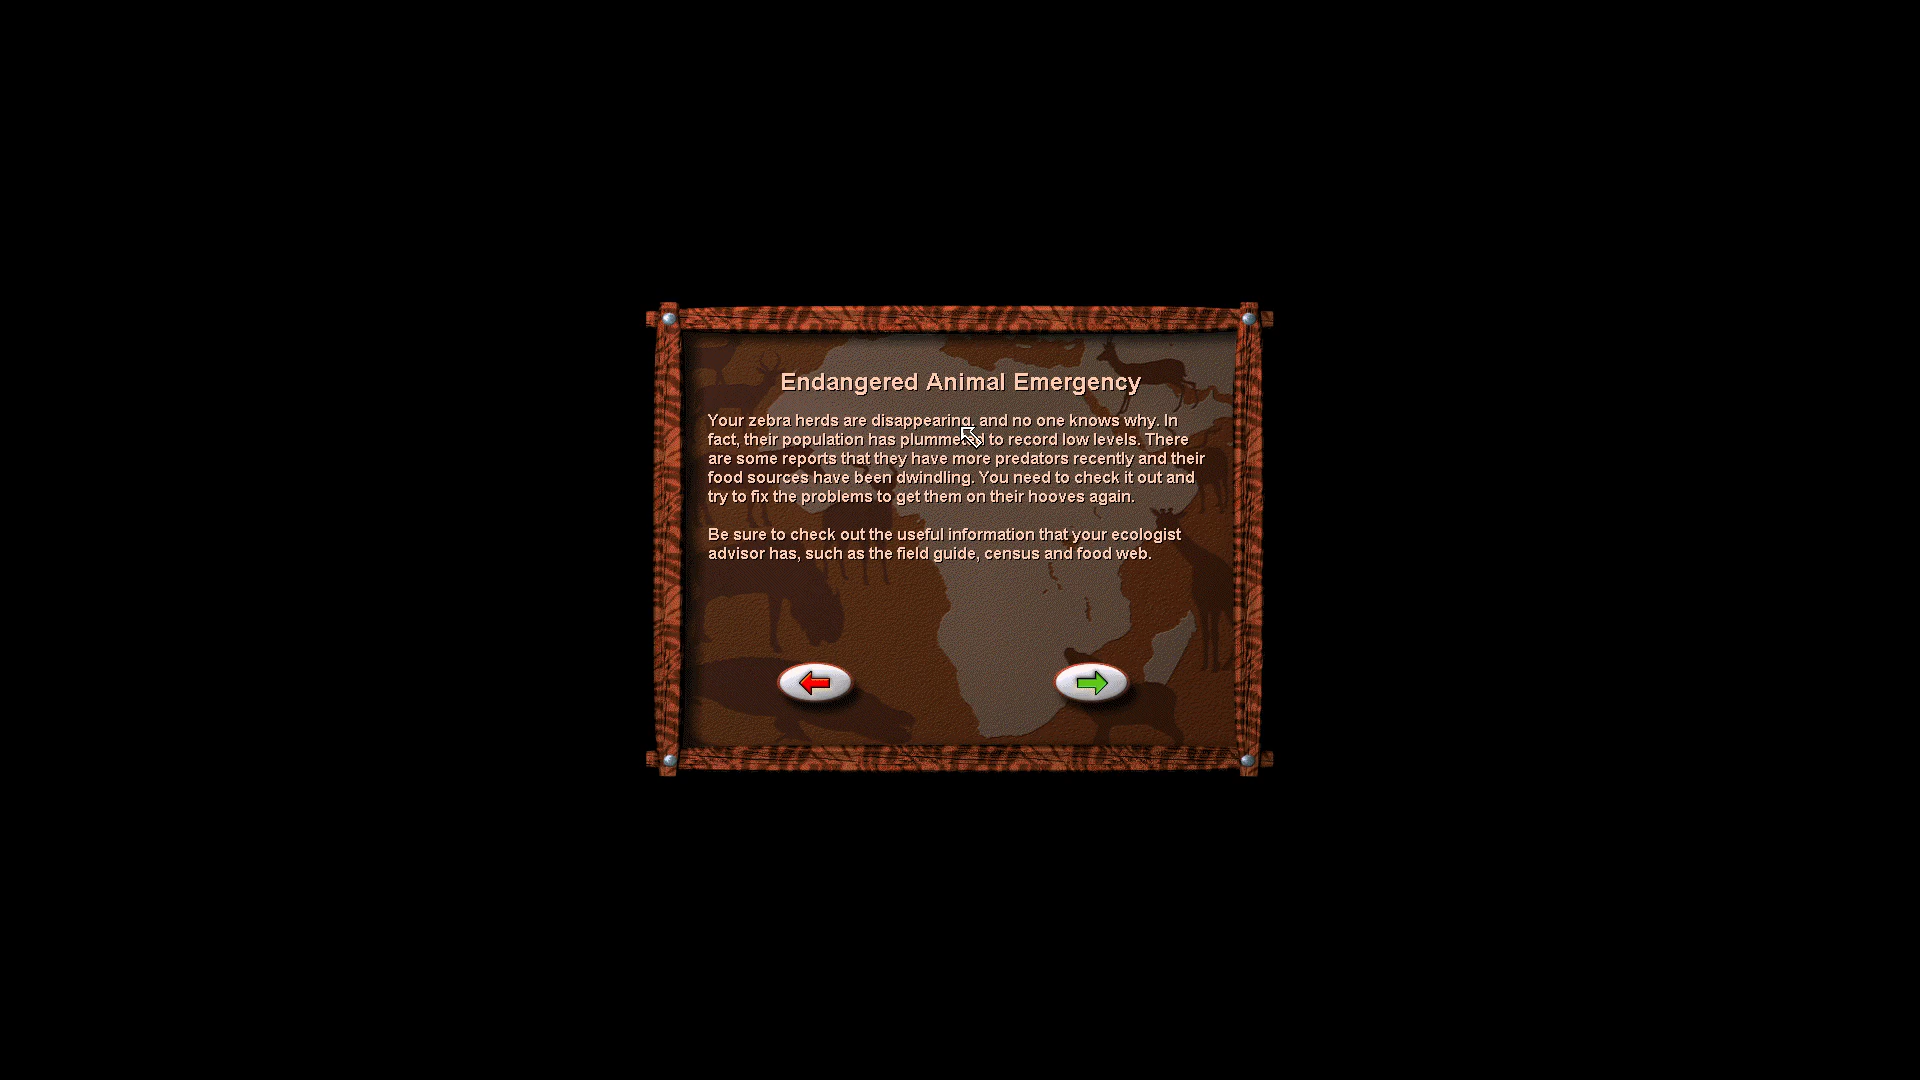 Endangered Animal Emergency
Your zebra herds are disappearing, and no one knows why. In
fact, their population has plummeted to record low levels. There
are some reports that they have more predators recently and their
food sources have been dwindling. You need to check it out and
try to fix the problems to get them on their hooves again.
Be sure to check out the useful information that your ecologist
advisor has, such as the field guide, census and food web.